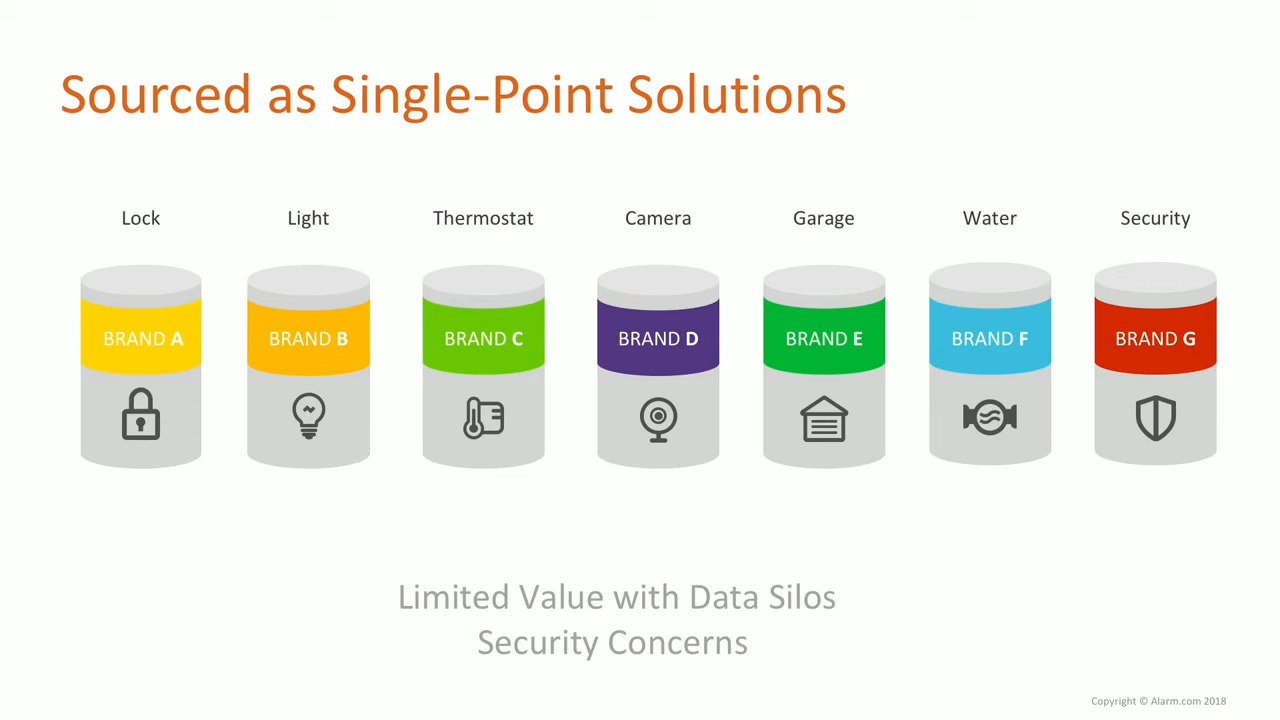 Sourced as Single-Point Solutions
Lock Light Thermostat Camera Garage Water Security
BRAND A BRAND B BRAND C BRAND D BRAND E BRAND F BRAND G
Limited Value with Data Silos
Security Concerns
Copyright © Alarm.com 2018